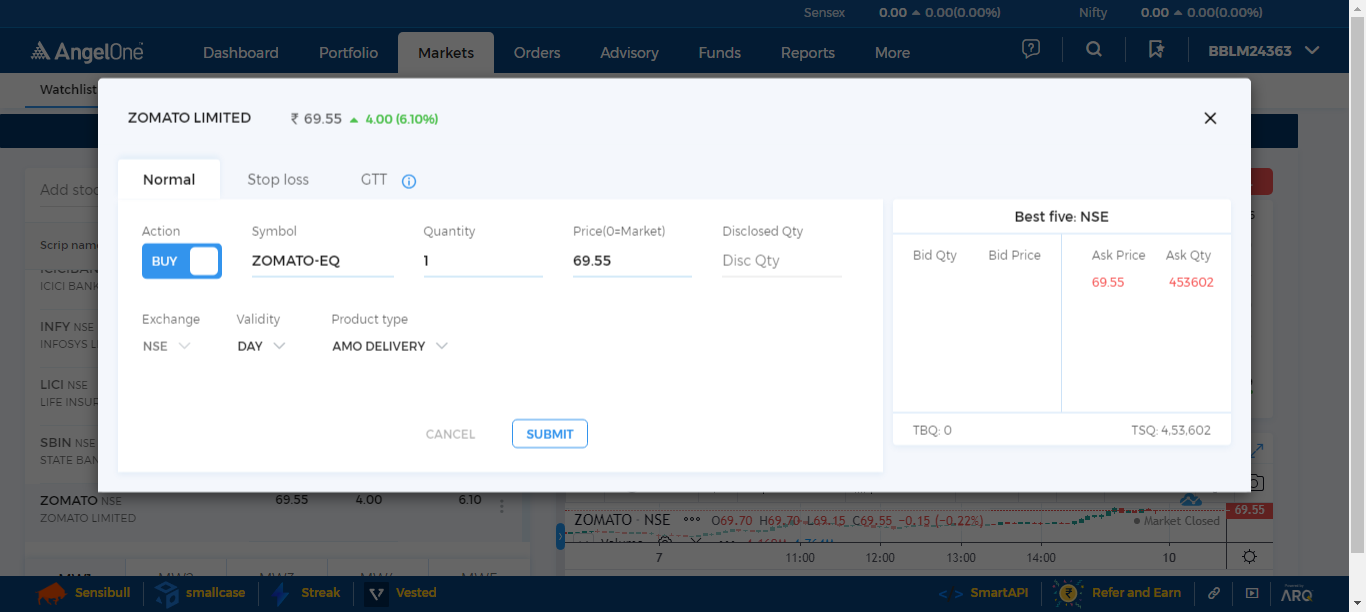 Sensex 0.00 0.00(0.00%) Nifty 0.00 0.00(0.00%)
AngelOne Dashboard Portfolio Markets Orders Advisory Funds Reports More BBLM24363
Watchlist
ZOMATO LIMITED ₹ 69.55 4.00 (6.10%)
Normal Stop loss GTT
Add stoc
Best five: NSE
Action Symbol Quantity Price(0=Market) Disclosed Qty
BUY ZOMATO-EQ 1 69.55 Disc Qty
Scrip name
Bid Qty Bid Price Ask Price Ask Qty
69.55 453602
ICICIBANK
ICICI BANK
Exchange Validity Product type
NSE DAY AMO DELIVERY
INFY NSE
INFOSYS L
LICI NSE
LIFE INSUR
CANCEL SUBMIT
TBQ: 0 TSQ: 4,53,602
SBIN NSE
STATE BAN
ZOMATO NSE 69.55 4.00 6.10
ZOMATO LIMITED
ZOMATO · NSE O69.70 H69.70 L69.15 C69.55 −0.15 (−0.22%) Market Closed
69.55
7 11:00 12:00 13:00 14:00 10
Sensibull smallcase Streak Vested SmartAPI Refer and Earn ARQ